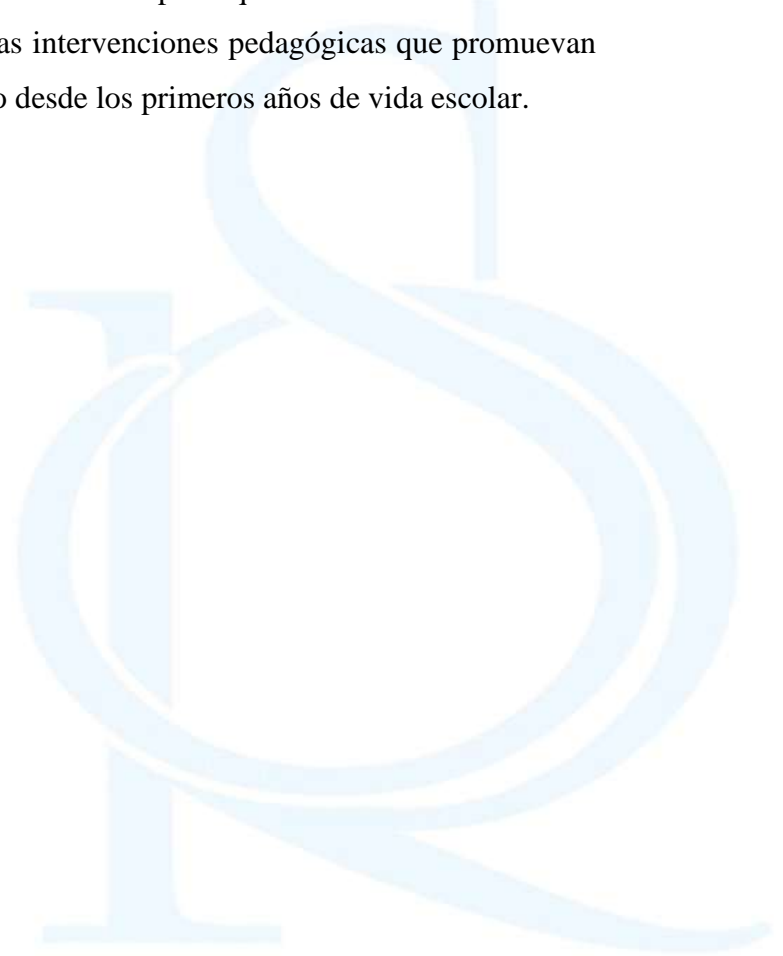 as intervenciones pedagógicas que promuevan
o desde los primeros años de vida escolar.